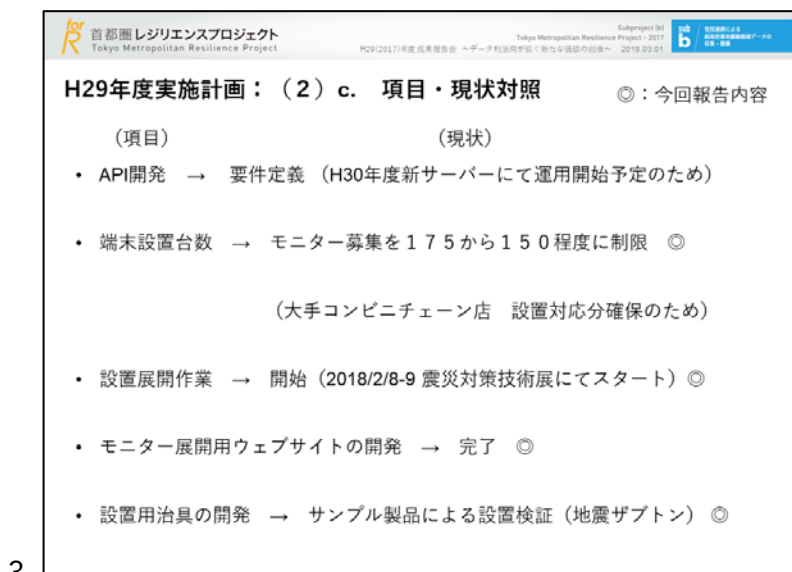 for R 首都圏レジリエンスプロジェクト
Tokyo Metropolitan Resilience Project
Subproject [b]
Tokyo Metropolitan Resilience Project - 2017
H29(2017)年度 成果報告会 ～データ利活用が拓く新たな価値の創造～ 2018.03.01
sub b
官民連携による
収集・整備
H29年度実施計画：（２）c. 項目・現状対照 ◎：今回報告内容
（項目） （現状）
• API開発 → 要件定義 （H30年度新サーバーにて運用開始予定のため）
• 端末設置台数 → モニター募集を１７５から１５０程度に制限 ◎
（大手コンビニチェーン店 設置対応分確保のため）
• 設置展開作業 → 開始（2018/2/8-9 震災対策技術展にてスタート）◎
• モニター展開用ウェブサイトの開発 → 完了 ◎
• 設置用治具の開発 → サンプル製品による設置検証（地震ザブトン）◎